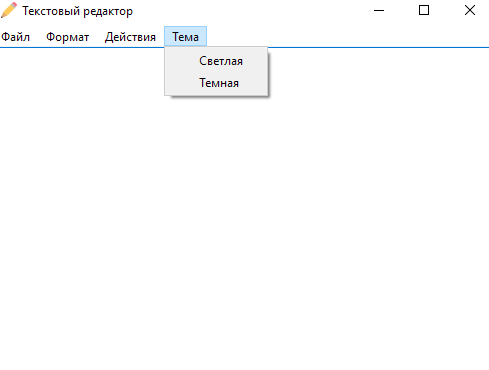 Текстовый редактор
Файл Формат Действия Тема
Светлая
Темная